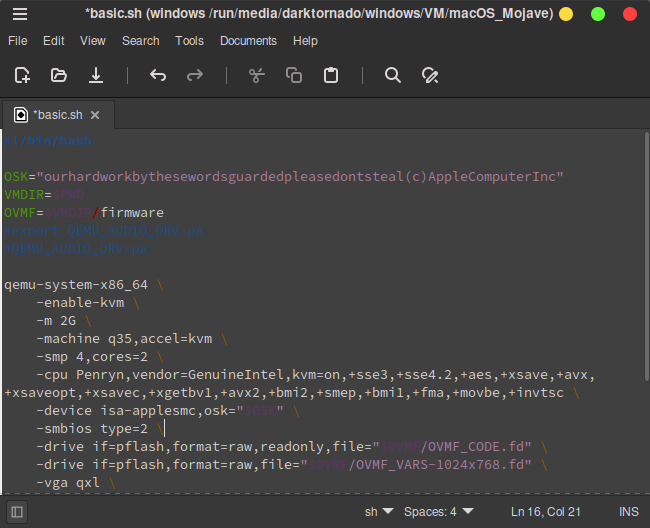 *basic.sh (windows /run/media/darktornado/windows/VM/macOS_Mojave)
File Edit View Search Tools Documents Help
*basic.sh
#!/bin/bash
OSK="ourhardworkbythesewordsguardedpleasedontsteal(c)AppleComputerInc"
VMDIR=$PWD
OVMF=$VMDIR/firmware
#export QEMU_AUDIO_DRV=pa
#QEMU_AUDIO_DRV=pa
qemu-system-x86_64 \
-enable-kvm \
-m 2G \
-machine q35,accel=kvm \
-smp 4,cores=2 \
-cpu Penryn,vendor=GenuineIntel,kvm=on,+sse3,+sse4.2,+aes,+xsave,+avx,
+xsaveopt,+xsavec,+xgetbv1,+avx2,+bmi2,+smep,+bmi1,+fma,+movbe,+invtsc \
-device isa-applesmc,osk="$OSK" \
-smbios type=2 \
-drive if=pflash,format=raw,readonly,file="$OVMF/OVMF_CODE.fd" \
-drive if=pflash,format=raw,file="$OVMF/OVMF_VARS-1024x768.fd" \
-vga qxl \
sh Spaces: 4 Ln 16, Col 21 INS